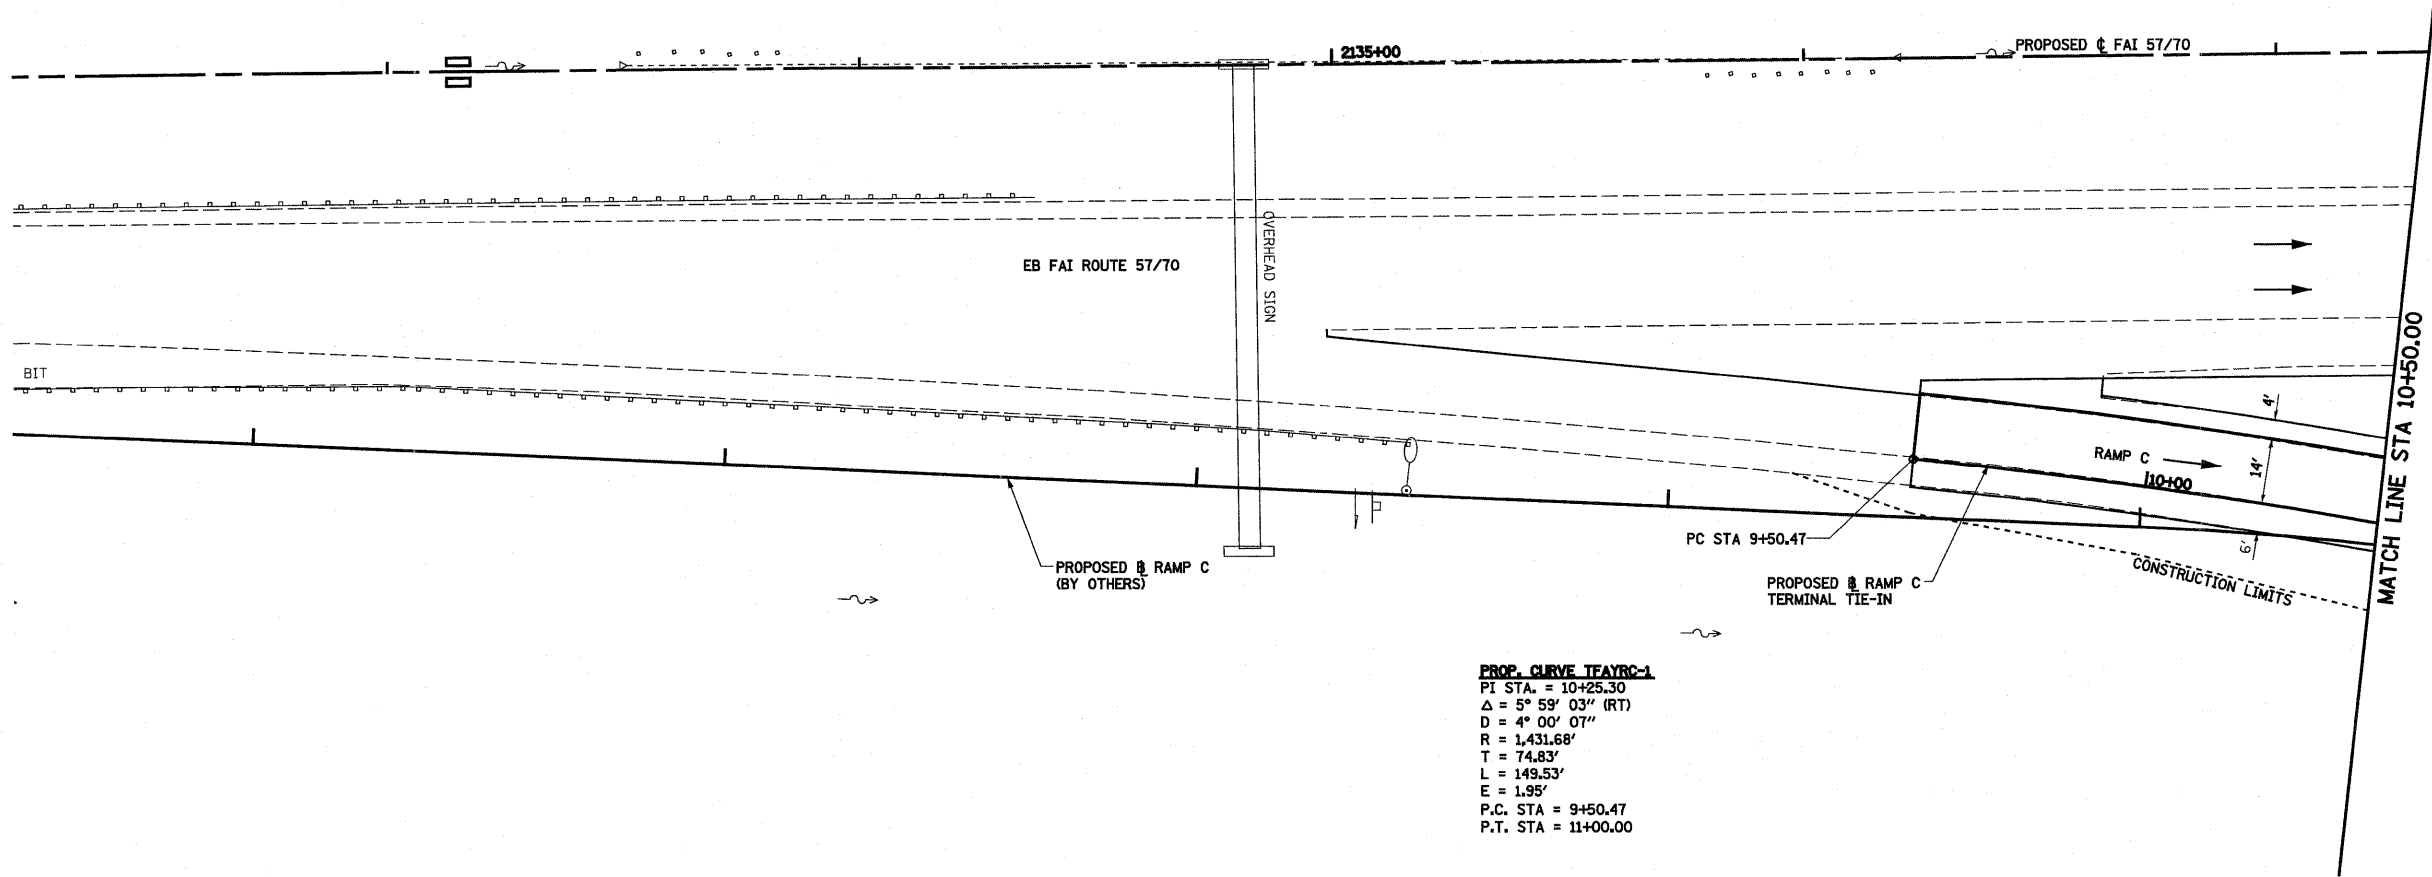 2135+00
PROPOSED ℄ FAI 57/70
OVERHEAD SIGN
EB FAI ROUTE 57/70
BIT
4'
RAMP C
14'
10+00
MATCH LINE STA 10+50.00
PC STA 9+50.47
6'
PROPOSED B̲L̲ RAMP C
(BY OTHERS)
PROPOSED B̲L̲ RAMP C
TERMINAL TIE-IN
CONSTRUCTION LIMITS
PROP. CURVE TFAYRC-1
PI STA. = 10+25.30
Δ = 5° 59' 03" (RT)
D = 4° 00' 07"
R = 1,431.68'
T = 74.83'
L = 149.53'
E = 1.95'
P.C. STA = 9+50.47
P.T. STA = 11+00.00